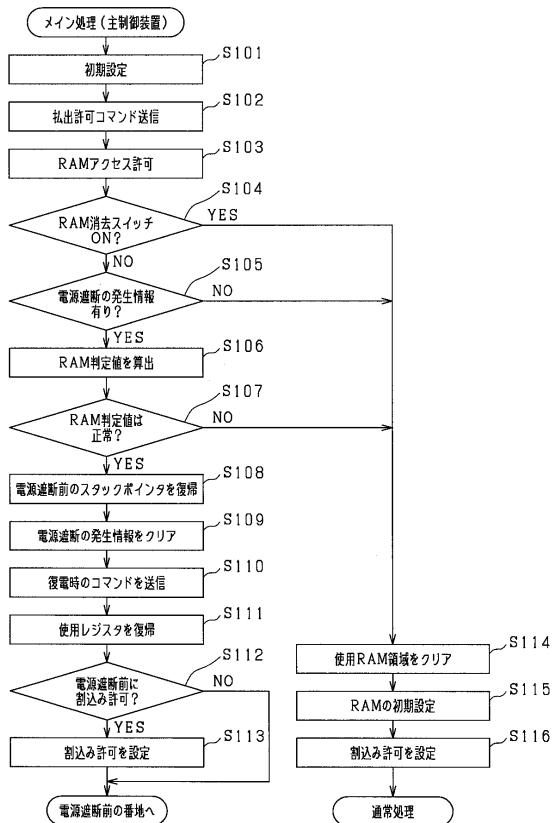 メイン処理(主制御装置)
S101
初期設定
S102
払出許可コマンド送信
S103
RAMアクセス許可
S104
RAM消去スイッチ
ON?
YES
NO
S105
電源遮断の発生情報
有り?
NO
YES
S106
RAM判定値を算出
S107
RAM判定値は
正常?
NO
YES
S108
電源遮断前のスタックポインタを復帰
S109
電源遮断の発生情報をクリア
S110
復電時のコマンドを送信
S111
使用レジスタを復帰
S112
電源遮断前に
割込み許可?
NO
YES
S113
割込み許可を設定
電源遮断前の番地へ
S114
使用RAM領域をクリア
S115
RAMの初期設定
S116
割込み許可を設定
通常処理